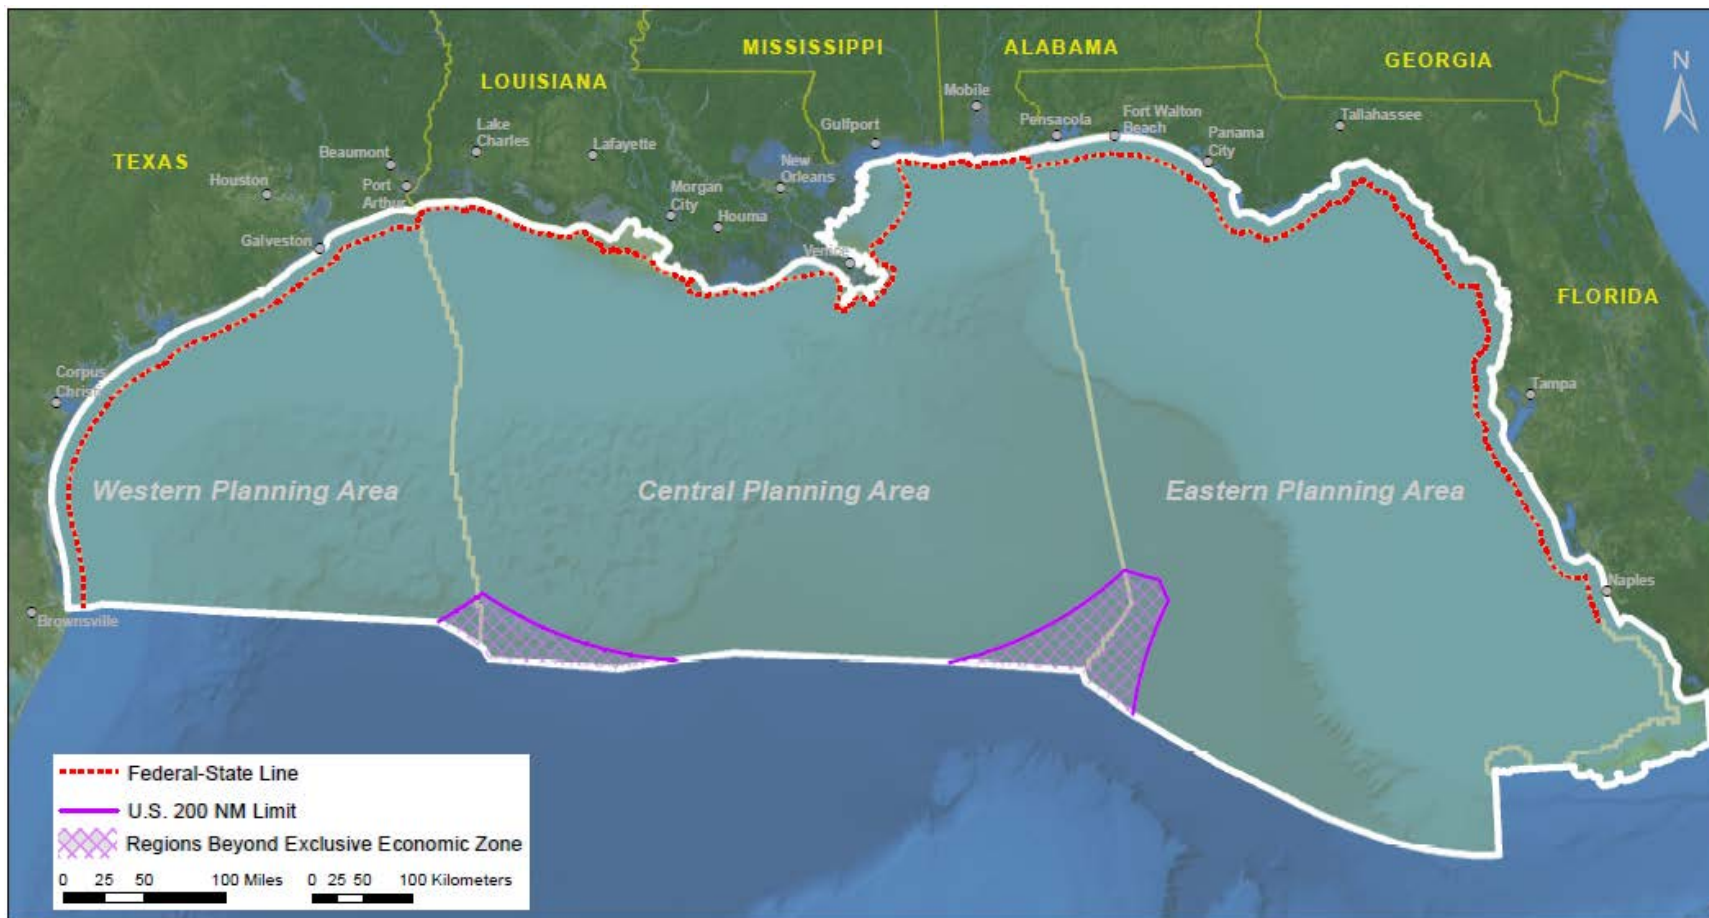 MISSISSIPPI
ALABAMA
GEORGIA
N
LOUISIANA
Mobile
Tallahassee
Lake
Charles
Gulfport
Pensacola
Fort Walton
Beach
Panama
City
TEXAS
Beaumont
Lafayette
New
Orleans
Houston
Port
Arthur
Morgan
City
Houma
Galveston
Venice
FLORIDA
Corpus
Christi
Tampa
Western Planning Area
Central Planning Area
Eastern Planning Area
Naples
Brownsville
Federal-State Line
U.S. 200 NM Limit
Regions Beyond Exclusive Economic Zone
0 25 50 100 Miles
0 25 50 100 Kilometers